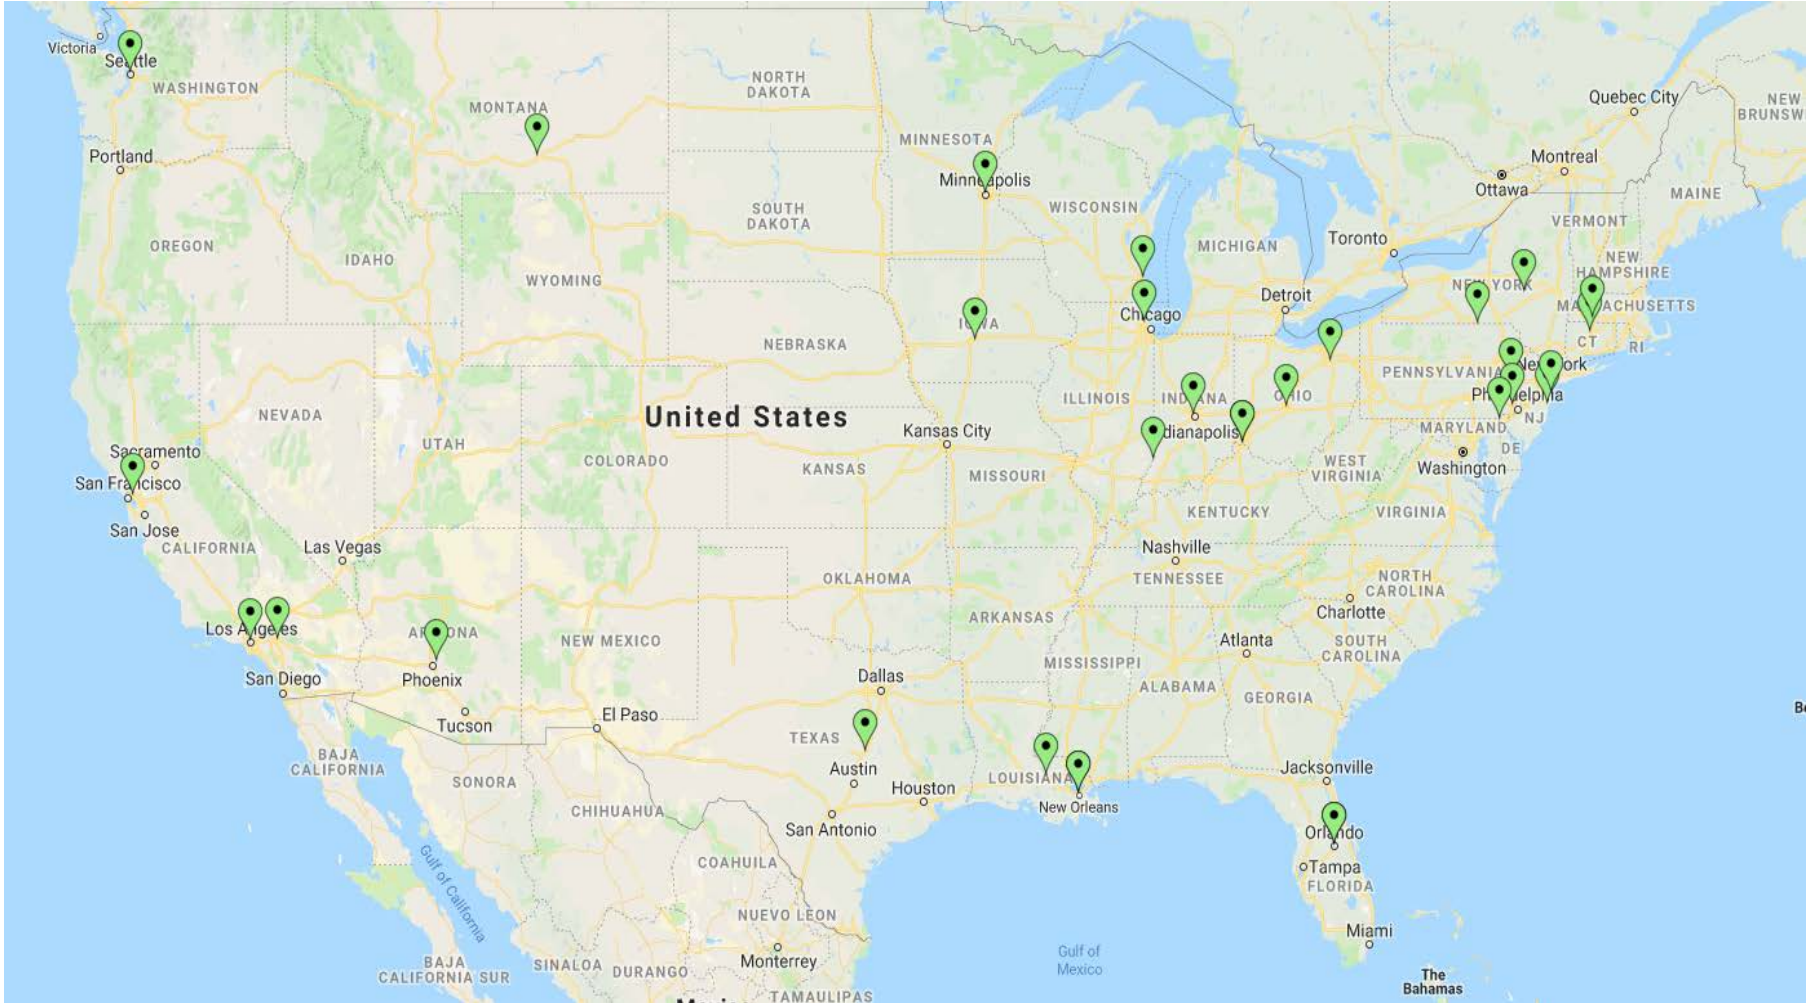 Victoria
Seattle
WASHINGTON
MONTANA
NORTH
DAKOTA
MINNESOTA
Quebec City
NEW
BRUNSW
Portland
Minneapolis
Montreal
Ottawa
MAINE
OREGON
IDAHO
WYOMING
SOUTH
DAKOTA
WISCONSIN
MICHIGAN
Toronto
VERMONT
NEW
HAMPSHIRE
NEW YORK
MASSACHUSETTS
Detroit
Chicago
IOWA
NEBRASKA
CT
RI
PENNSYLVANIA
New York
Philadelphia
NJ
NEVADA
UTAH
United States
ILLINOIS
INDIANA
OHIO
MARYLAND
DE
Kansas City
dianapolis
Washington
Sacramento
San Francisco
San Jose
COLORADO
KANSAS
MISSOURI
WEST
VIRGINIA
KENTUCKY
VIRGINIA
CALIFORNIA
Las Vegas
Nashville
TENNESSEE
OKLAHOMA
ARKANSAS
NORTH
CAROLINA
Charlotte
Los Angeles
ARIZONA
NEW MEXICO
Atlanta
SOUTH
CAROLINA
MISSISSIPPI
ALABAMA
GEORGIA
San Diego
Phoenix
Dallas
Tucson
El Paso
TEXAS
BAJA
CALIFORNIA
SONORA
CHIHUAHUA
Austin
Houston
San Antonio
LOUISIANA
New Orleans
Jacksonville
Orlando
Tampa
FLORIDA
Miami
Gulf of California
COAHUILA
NUEVO LEON
Monterrey
BAJA
CALIFORNIA SUR
SINALOA
DURANGO
TAMAULIPAS
Gulf of
Mexico
The
Bahamas
Be